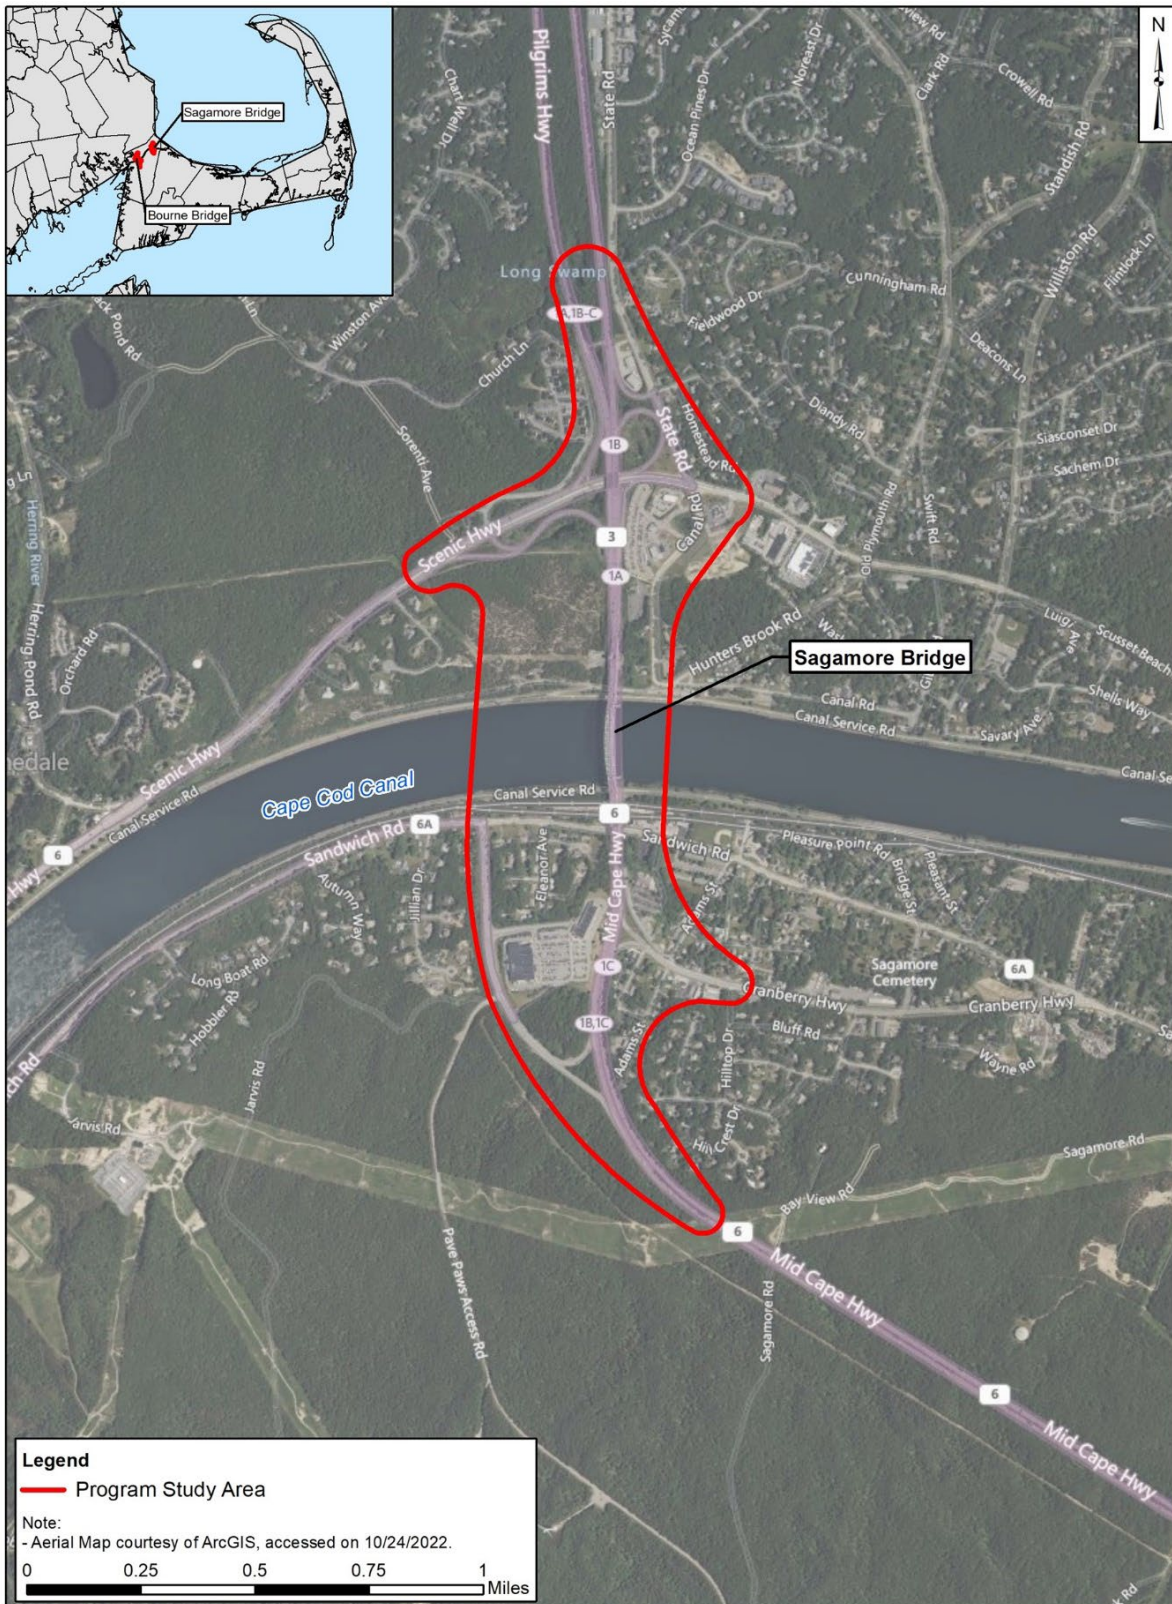 Sagamore Bridge
Bourne Bridge
N
Pilgrims Hwy
State Rd
Chart Well Dr
Ocean Pines Dr
Noreast Dr
Clark Rd
Crowell Rd
Standish Rd
Williston Rd
Flintlock Ln
Long Swamp
Cunningham Rd
Fieldwood Dr
Winston Ave
Church Ln
Deacons Ln
Diandy Rd
Siasconset Dr
Sachem Dr
Sorenti Ave
1B
State Rd
Homestead Rd
Canal Rd
Scenic Hwy
3
1A
Old Plymouth Rd
Swift Rd
Herring River
Herring Pond Rd
Orchard Rd
Hunters Brook Rd
Luigi Ave
Scusset Beach
Shells Way
Sagamore Bridge
Canal Rd
Canal Service Rd
Savary Ave
Scenic Hwy
Canal Service Rd
6
Cape Cod Canal
Canal Service Rd
6
Sandwich Rd
6A
Sandwich Rd
Pleasure Point Rd
Bridge St
Pleasant St
Eleanor Ave
Jillian Dr
Autumn Way
Mid Cape Hwy
Adams St
Long Boat Rd
Hobbler Rd
1C
Sagamore
Cemetery
6A
Cranberry Hwy
Cranberry Hwy
1B,1C
Adams St
Bluff Rd
Hilltop Dr
Wayne Rd
Crest Dr
Jarvis Rd
Jarvis Rd
Sagamore Rd
Bay View Rd
6
Mid Cape Hwy
Pave Paws Access Rd
Sagamore Rd
6
Mid Cape Hwy
Legend
Program Study Area
Note:
- Aerial Map courtesy of ArcGIS, accessed on 10/24/2022.
0 0.25 0.5 0.75 1
Miles